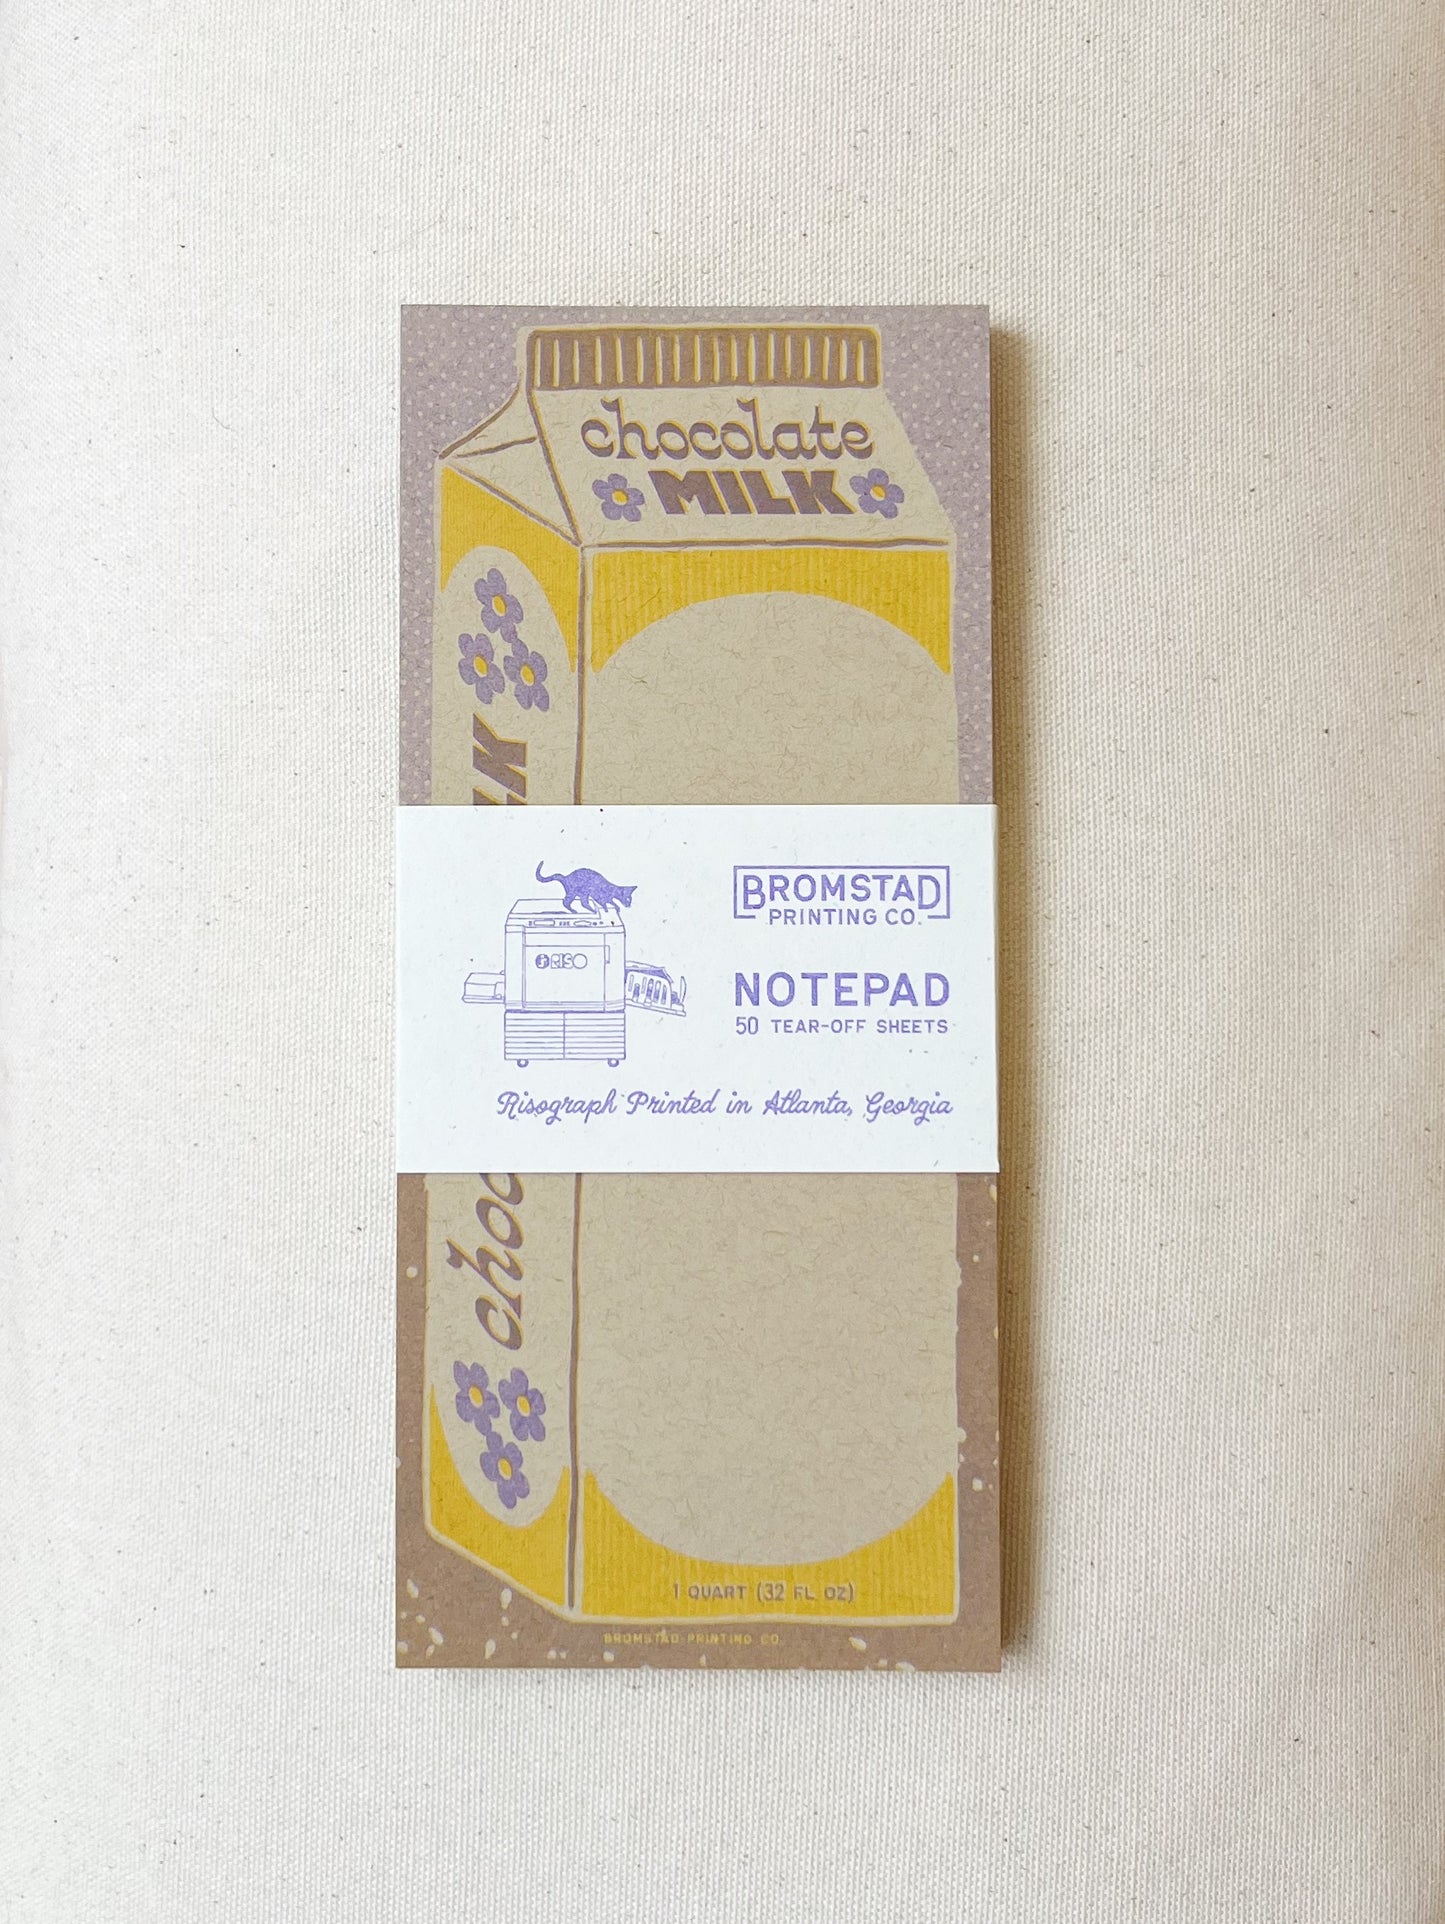 chocolate
MILK
LK
BROMSTAD
PRINTING CO.
RISO
NOTEPAD
50 TEAR-OFF SHEETS
Risograph Printed in Atlanta, Georgia
choc
1 QUART (32 FL OZ)
BROMSTAD PRINTING CO.